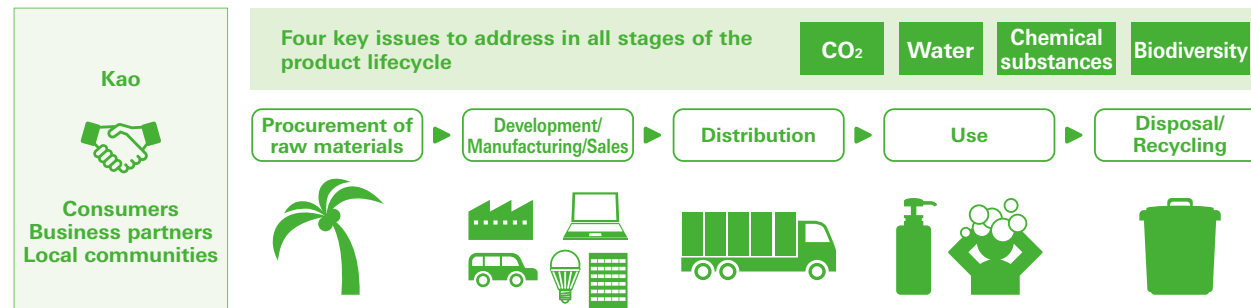 Kao
Consumers
Business partners
Local communities
Four key issues to address in all stages of the
product lifecycle
CO₂
Water
Chemical
substances
Biodiversity
Procurement of
raw materials
Development/
Manufacturing/Sales
Distribution
Use
Disposal/
Recycling